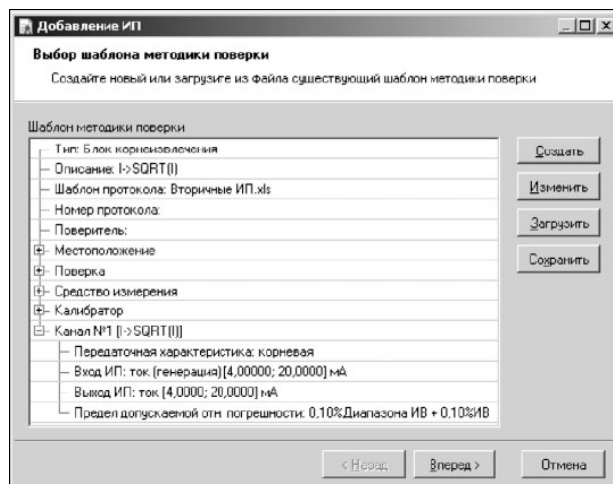 Добавление ИП
Выбор шаблона методики поверки
Создайте новый или загрузите из файла существующий шаблон методики поверки
Шаблон методики поверки
Тип: Блок корнеизвлечения
Описание: I->SQRT(I)
Шаблон протокола: Вторичные ИП.xls
Номер протокола:
Поверитель:
Местоположение
Поверка
Средство измерения
Калибратор
Канал №1 [I->SQRT(I)]
Передаточная характеристика: корневая
Вход ИП: ток (генерация)[4,00000; 20,0000] мА
Выход ИП: ток [4,0000; 20,0000] мА
Предел допускаемой отн. погрешности: 0,10%Диапазона ИВ + 0,10%ИВ
Создать
Изменить
Загрузить
Сохранить
< Назад
Вперед >
Отмена